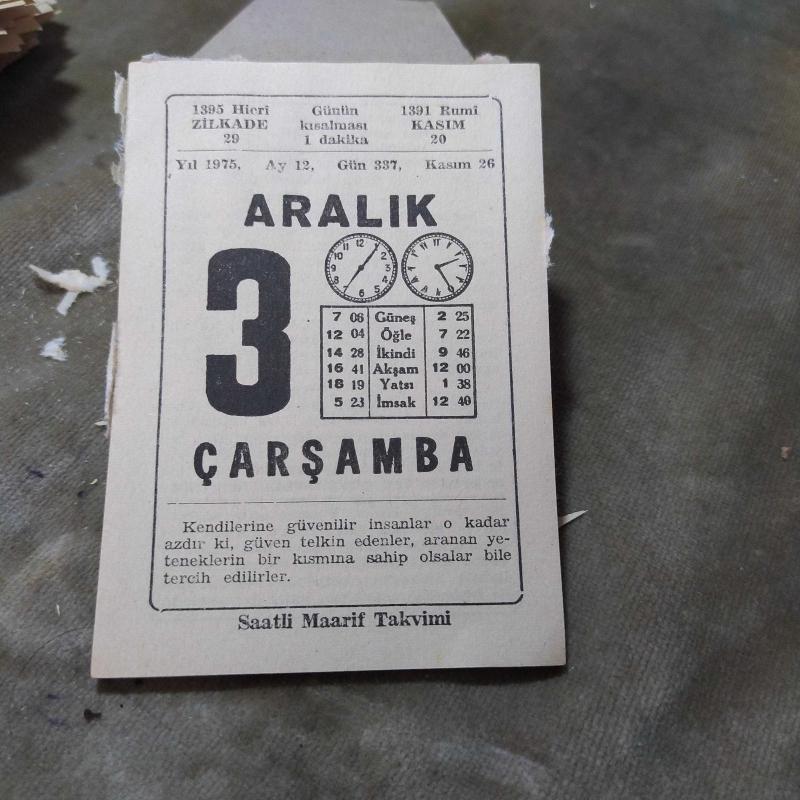 1395 Hicrî Günün 1391 Rumî
ZİLKADE kısalması KASIM
29 1 dakika 20
Yıl 1975, Ay 12, Gün 337, Kasım 26
ARALIK
3
7 06 Güneş 2 25
12 04 Öğle 7 22
14 28 İkindi 9 46
16 41 Akşam 12 00
18 19 Yatsı 1 38
5 23 İmsak 12 40
ÇARŞAMBA
Kendilerine güvenilir insanlar o kadar
azdır ki, güven telkin edenler, aranan ye-
teneklerin bir kısmına sahip olsalar bile
tercih edilirler.
Saatli Maarif Takvimi